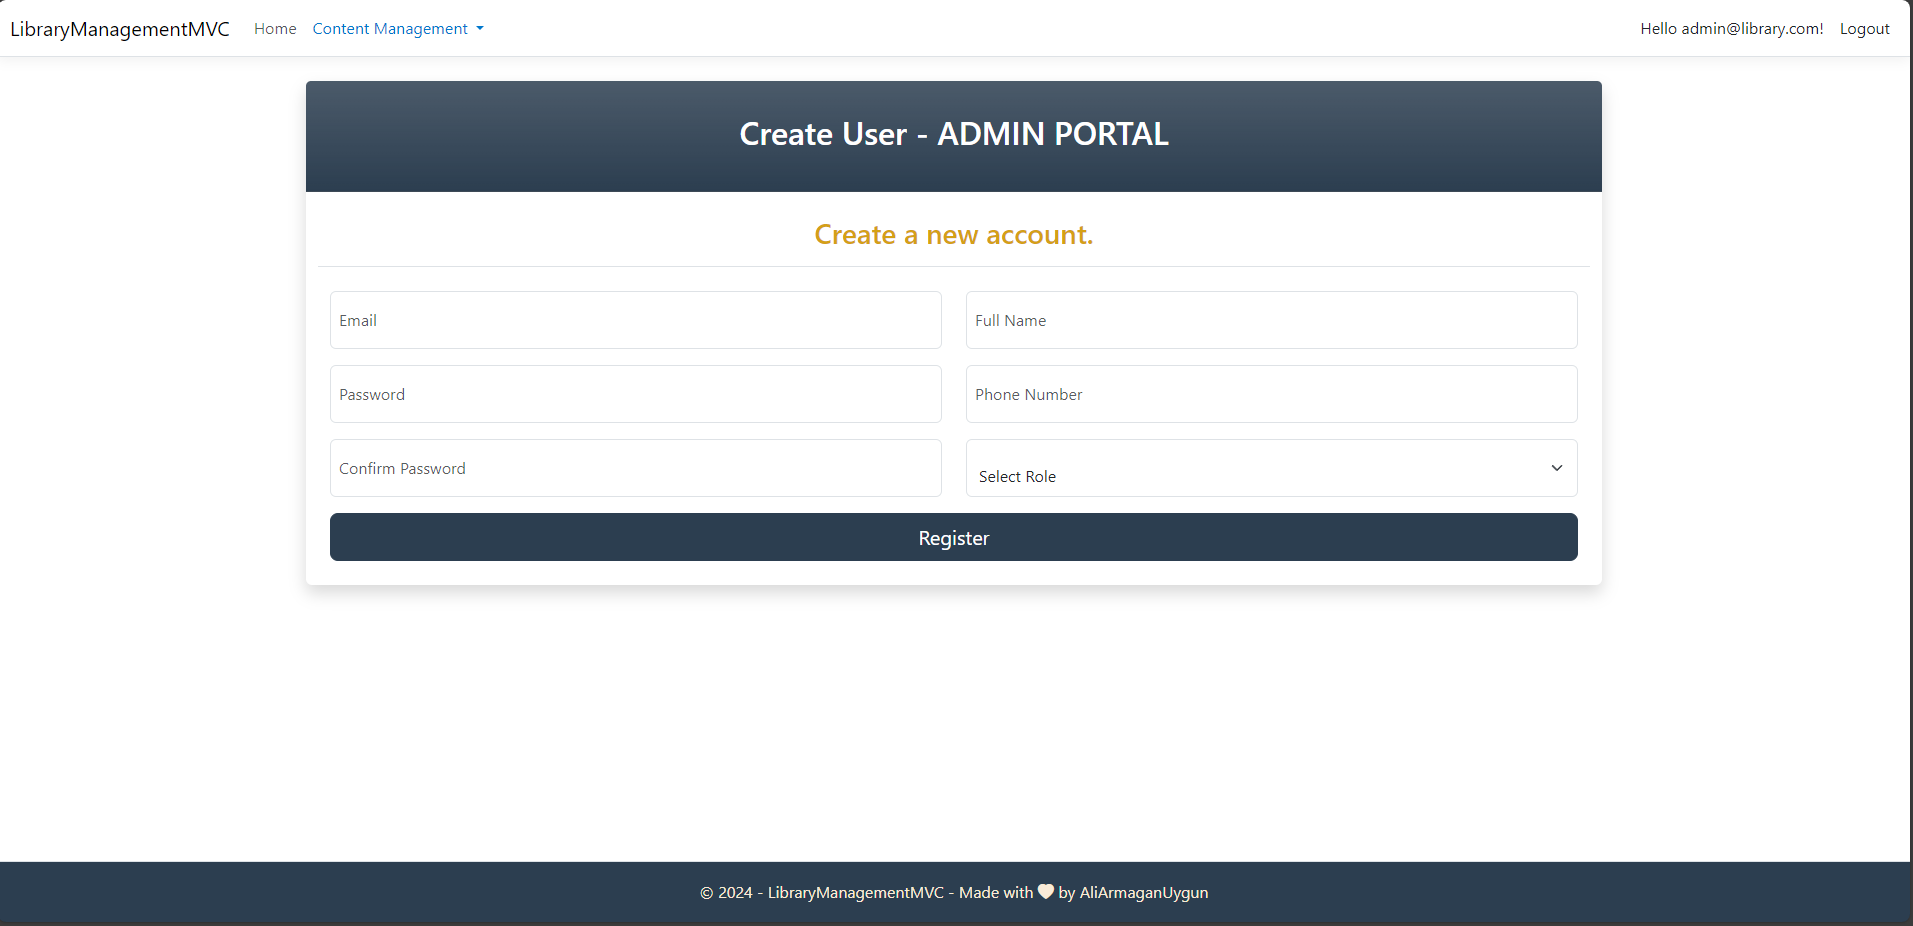 LibraryManagementMVC Home Content Management Hello admin@library.com! Logout
Create User - ADMIN PORTAL
Create a new account.
Email Full Name
Password Phone Number
Confirm Password Select Role
Register
© 2024 - LibraryManagementMVC - Made with by AliArmaganUygun